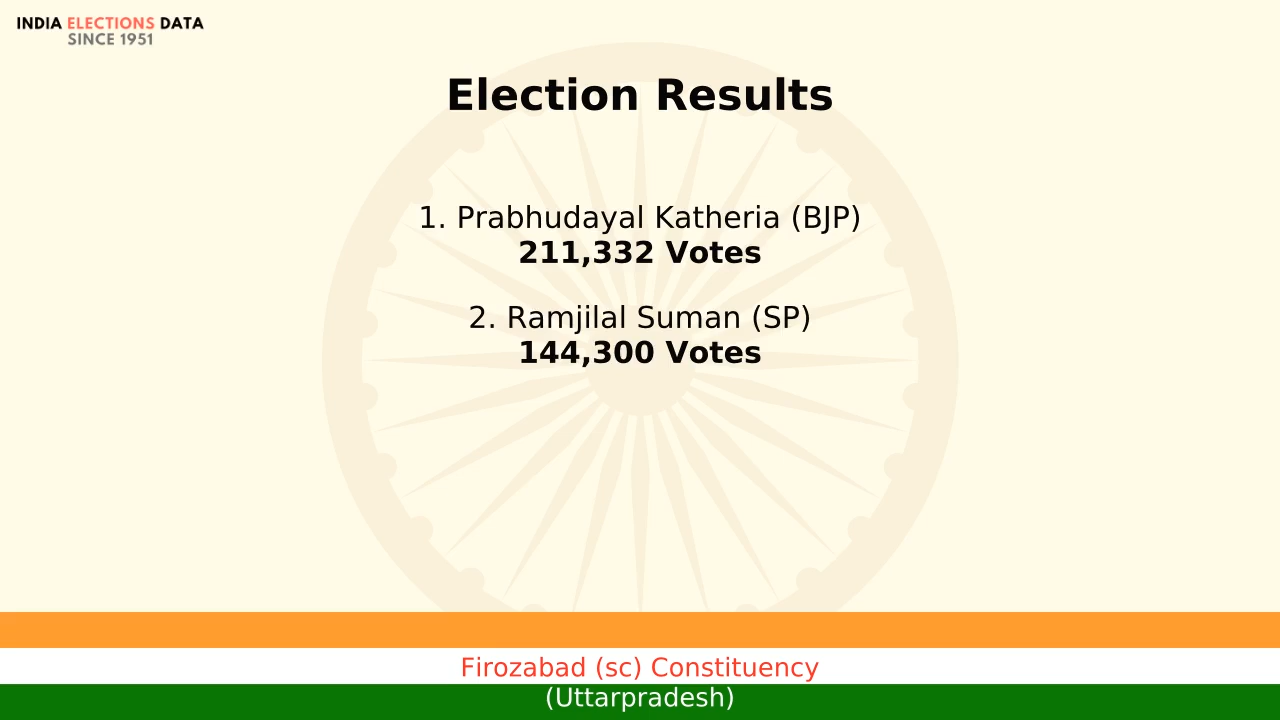 INDIA ELECTIONS DATA
SINCE 1951
Election Results
1. Prabhudayal Katheria (BJP)
211,332 Votes
2. Ramjilal Suman (SP)
144,300 Votes
Firozabad (sc) Constituency
(Uttarpradesh)